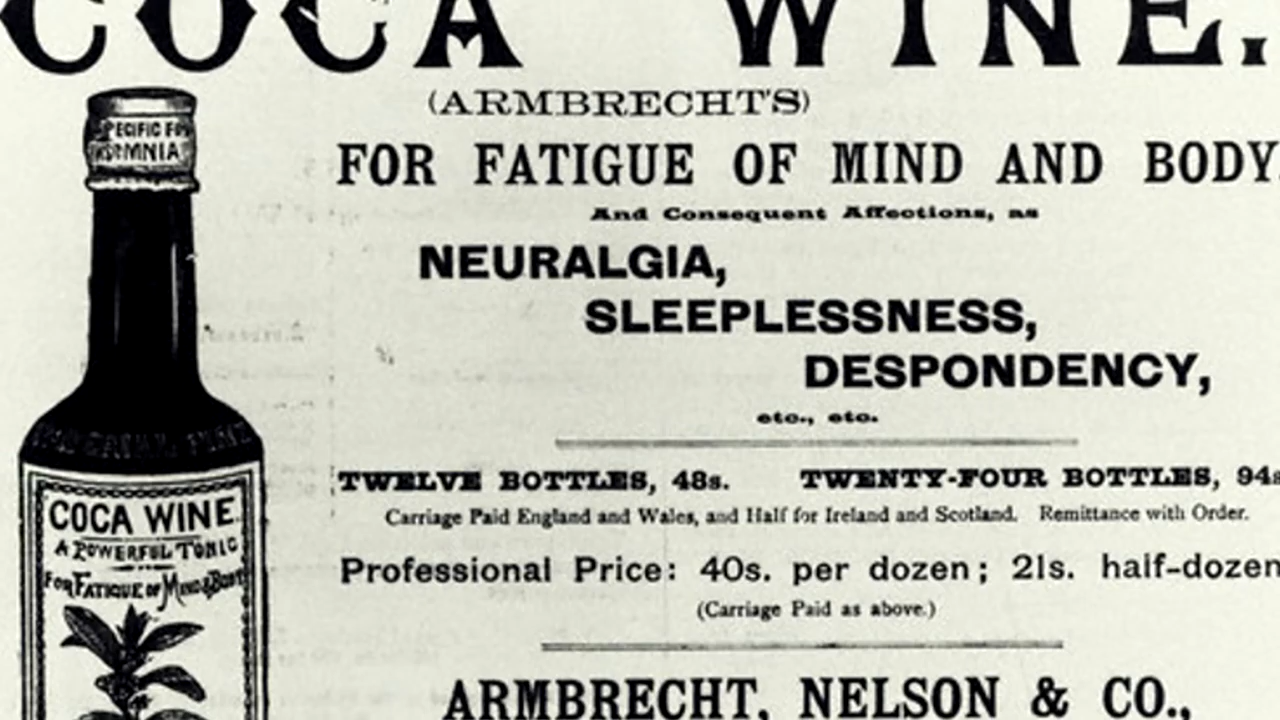 COCA WINE.
(ARMBRECHT'S)
FOR FATIGUE OF MIND AND BODY.
And Consequent Affections, as
NEURALGIA,
SLEEPLESSNESS,
DESPONDENCY,
etc., etc.
TWELVE BOTTLES, 48s. TWENTY-FOUR BOTTLES, 94s
Carriage Paid England and Wales, and Half for Ireland and Scotland. Remittance with Order.
Professional Price: 40s. per dozen; 21s. half-dozen
(Carriage Paid as above.)
ARMBRECHT, NELSON & CO.,
SPECIFIC FOR
INSOMNIA
COCA WINE.
A POWERFUL TONIC
FOR FATIGUE OF MIND & BODY